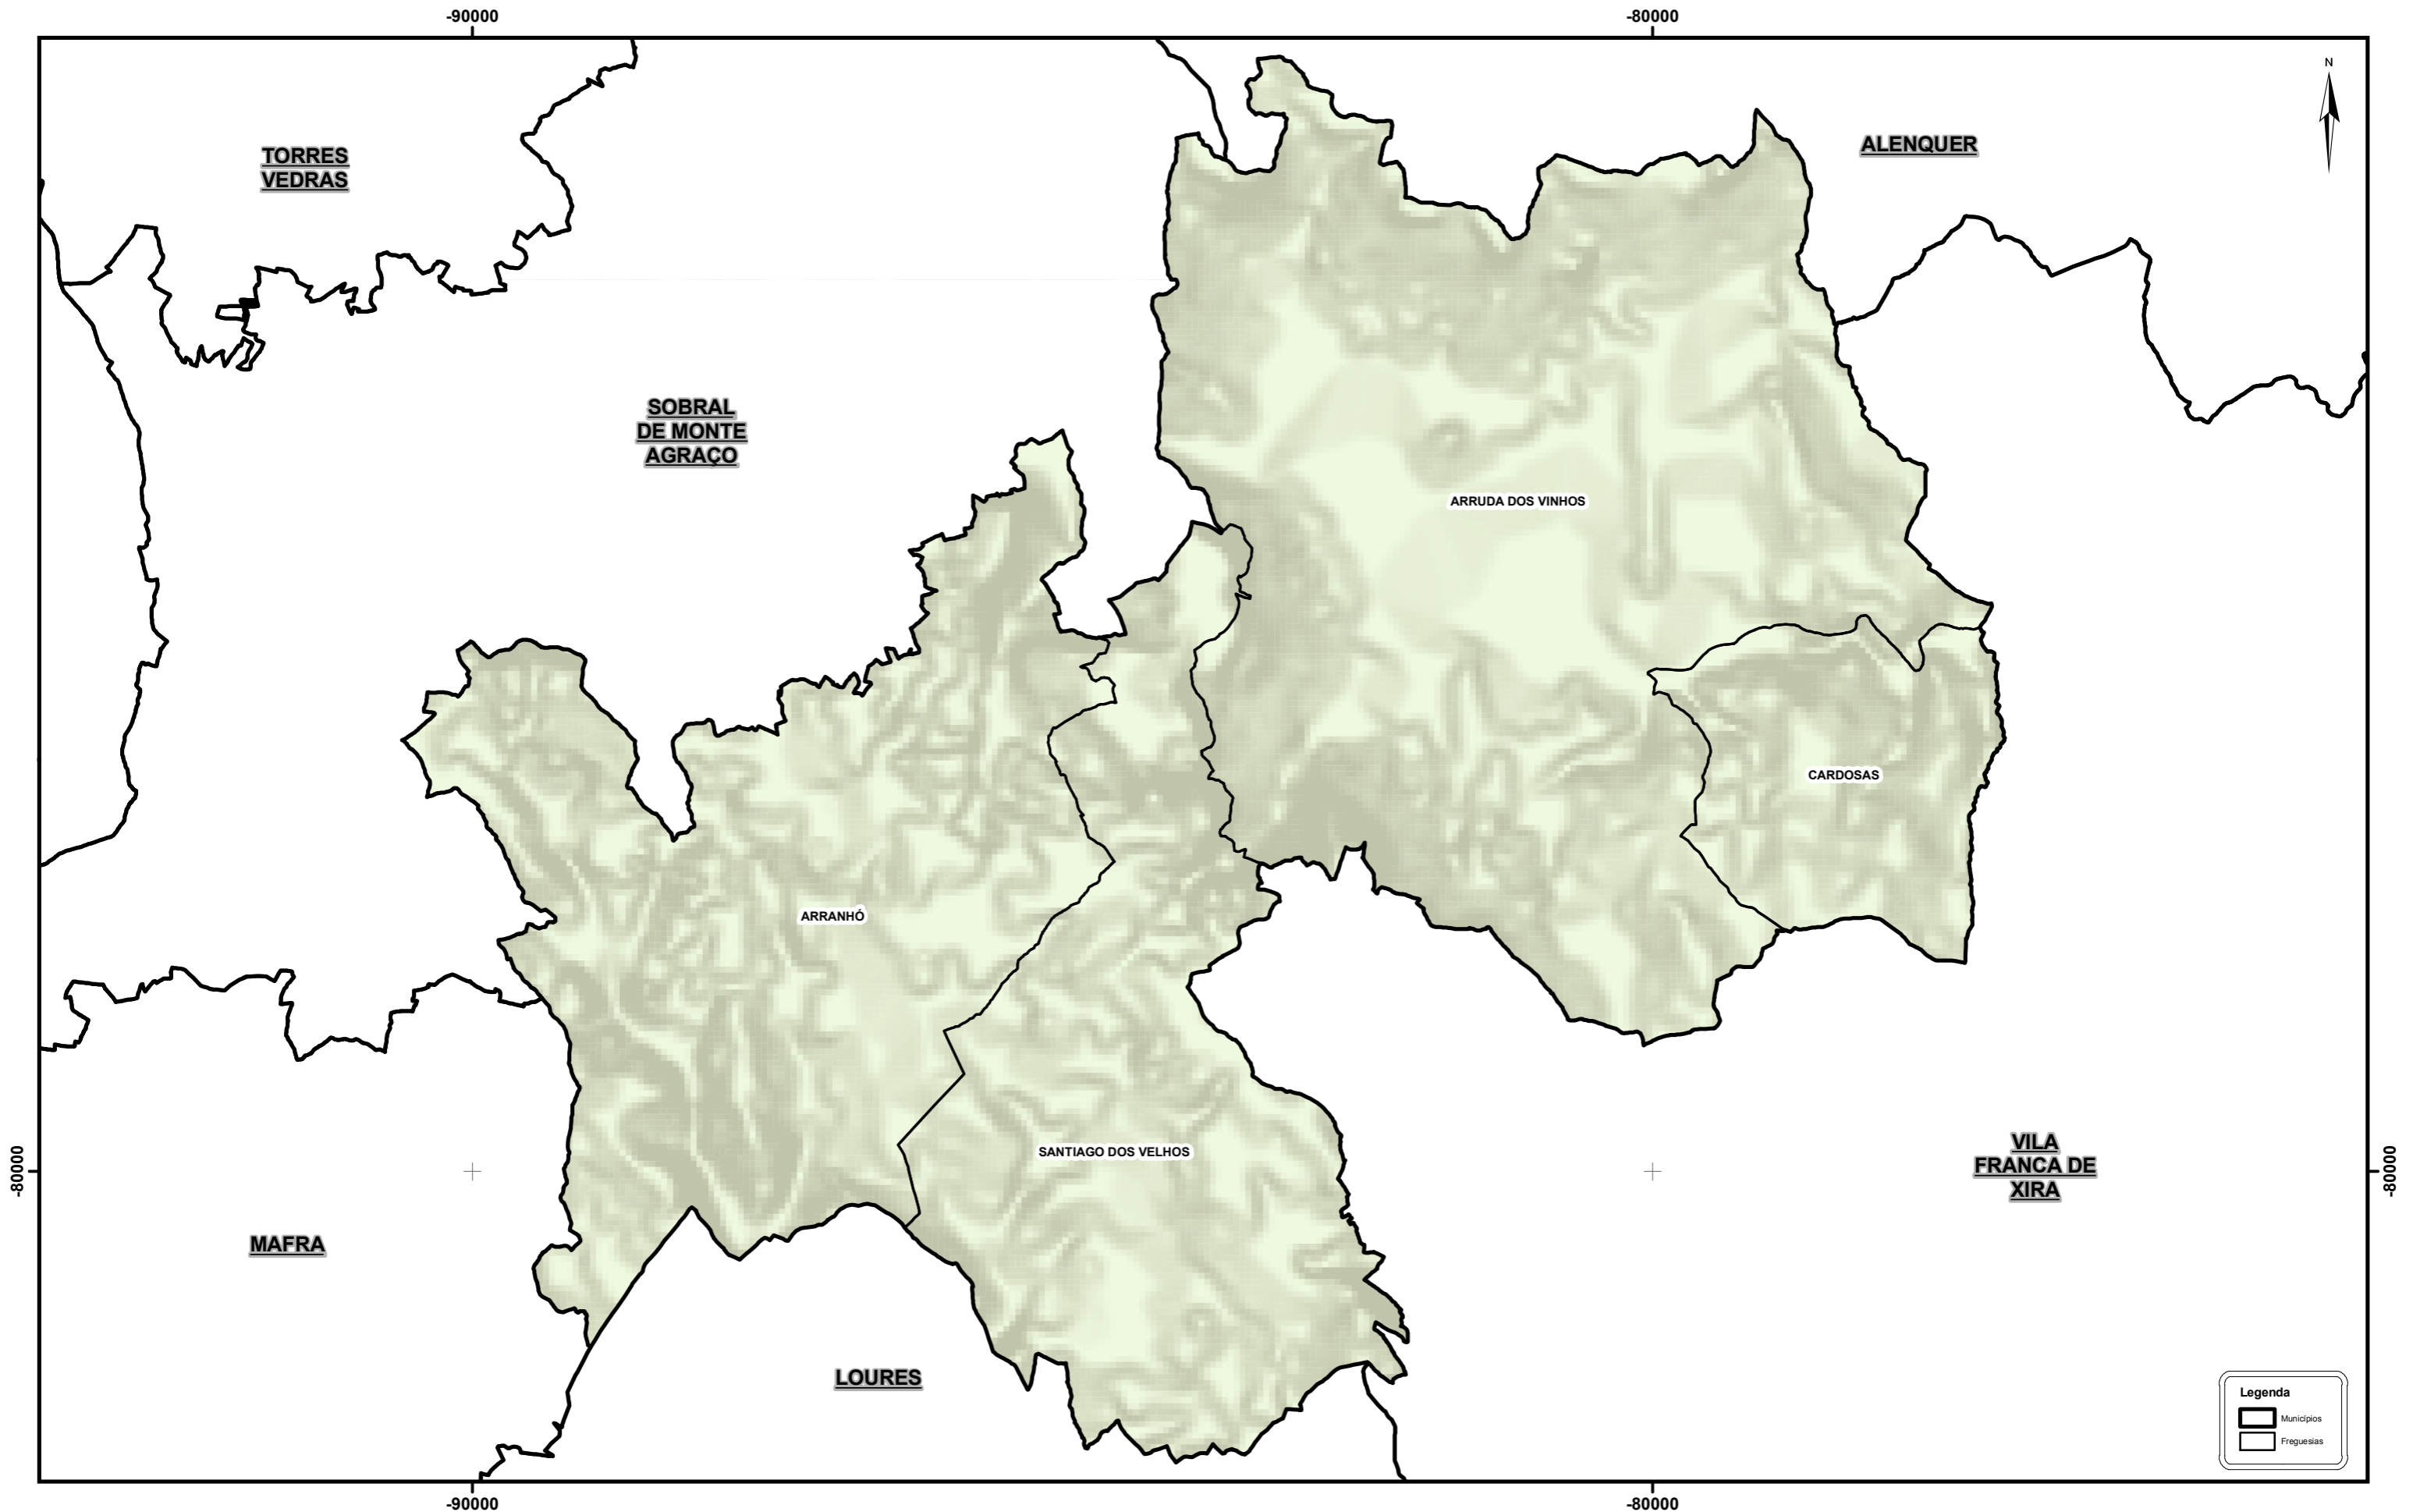 -90000
-80000
N
TORRES
VEDRAS
ALENQUER
SOBRAL
DE MONTE
AGRAÇO
ARRUDA DOS VINHOS
CARDOSAS
ARRANHÓ
SANTIAGO DOS VELHOS
VILA
FRANCA DE
XIRA
-80000
-80000
MAFRA
LOURES
Legenda
Municípios
Freguesias
-90000
-80000